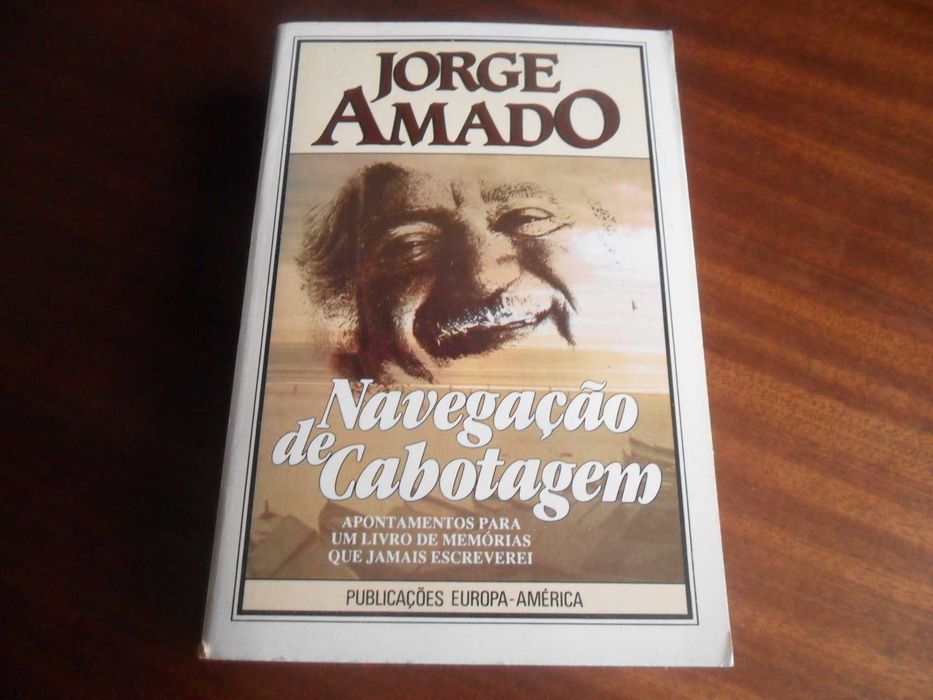 JORGE
AMADO
Navegação
de Cabotagem
APONTAMENTOS PARA
UM LIVRO DE MEMÓRIAS
QUE JAMAIS ESCREVEREI
PUBLICAÇÕES EUROPA-AMÉRICA